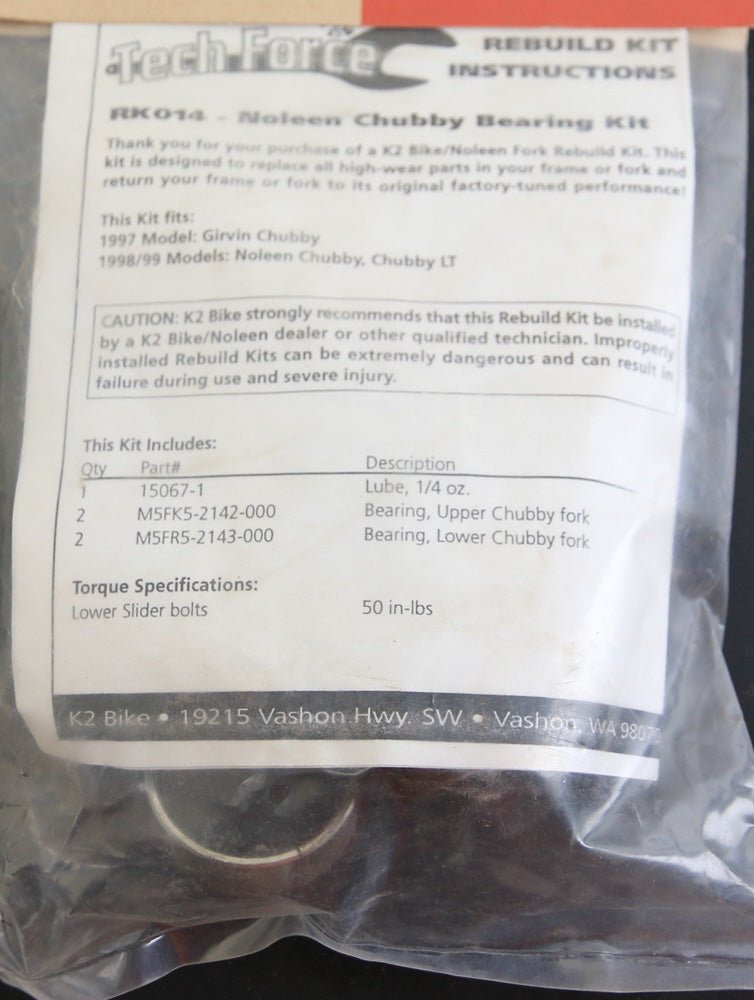 Tech Force
REBUILD KIT
INSTRUCTIONS
RK014 - Noleen Chubby Bearing Kit
Thank you for your purchase of a K2 Bike/Noleen Fork Rebuild Kit. This
kit is designed to replace all high-wear parts in your frame or fork and
return your frame or fork to its original factory-tuned performance!
This Kit fits:
1997 Model: Girvin Chubby
1998/99 Models: Noleen Chubby, Chubby LT
CAUTION: K2 Bike strongly recommends that this Rebuild Kit be installed
by a K2 Bike/Noleen dealer or other qualified technician. Improperly
installed Rebuild Kits can be extremely dangerous and can result in
failure during use and severe injury.
This Kit Includes:
Qty Part# Description
1 15067-1 Lube, 1/4 oz.
2 M5FK5-2142-000 Bearing, Upper Chubby fork
2 M5FR5-2143-000 Bearing, Lower Chubby fork
Torque Specifications:
Lower Slider bolts 50 in-lbs
K2 Bike • 19215 Vashon Hwy. SW • Vashon, WA 98070